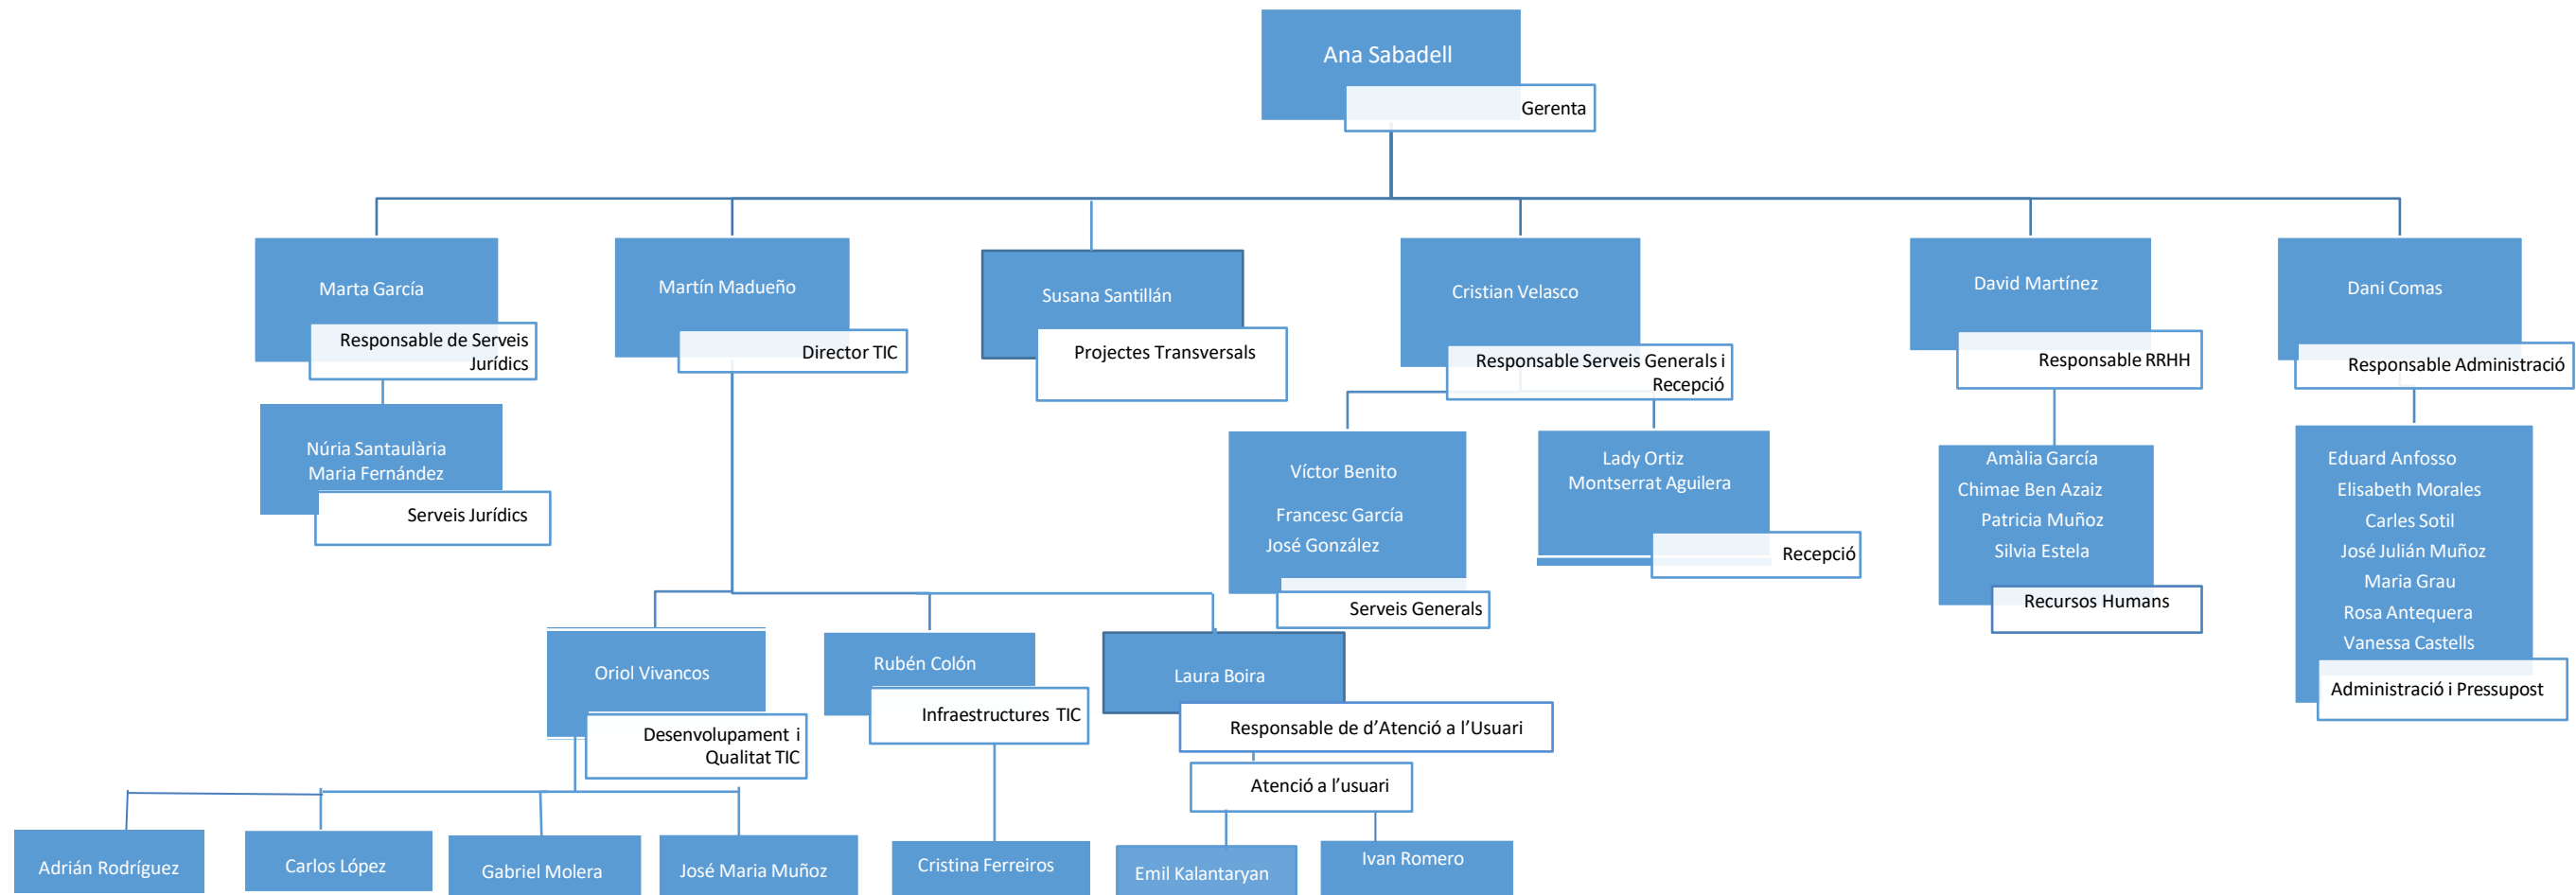 Ana Sabadell
Gerenta
Marta García
Responsable de Serveis
Jurídics
Martín Madueño
Director TIC
Susana Santillán
Projectes Transversals
Cristian Velasco
Responsable Serveis Generals i
Recepció
David Martínez
Responsable RRHH
Dani Comas
Responsable Administració
Núria Santaulària
Maria Fernández
Serveis Jurídics
Víctor Benito
Francesc García
José González
Serveis Generals
Lady Ortiz
Montserrat Aguilera
Recepció
Amàlia García
Chimae Ben Azaiz
Patricia Muñoz
Silvia Estela
Recursos Humans
Eduard Anfosso
Elisabeth Morales
Carles Sotil
José Julián Muñoz
Maria Grau
Rosa Antequera
Vanessa Castells
Administració i Pressupost
Oriol Vivancos
Desenvolupament i
Qualitat TIC
Rubén Colón
Infraestructures TIC
Laura Boira
Responsable de d’Atenció a l’Usuari
Atenció a l’usuari
Adrián Rodríguez
Carlos López
Gabriel Molera
José Maria Muñoz
Cristina Ferreiros
Emil Kalantaryan
Ivan Romero